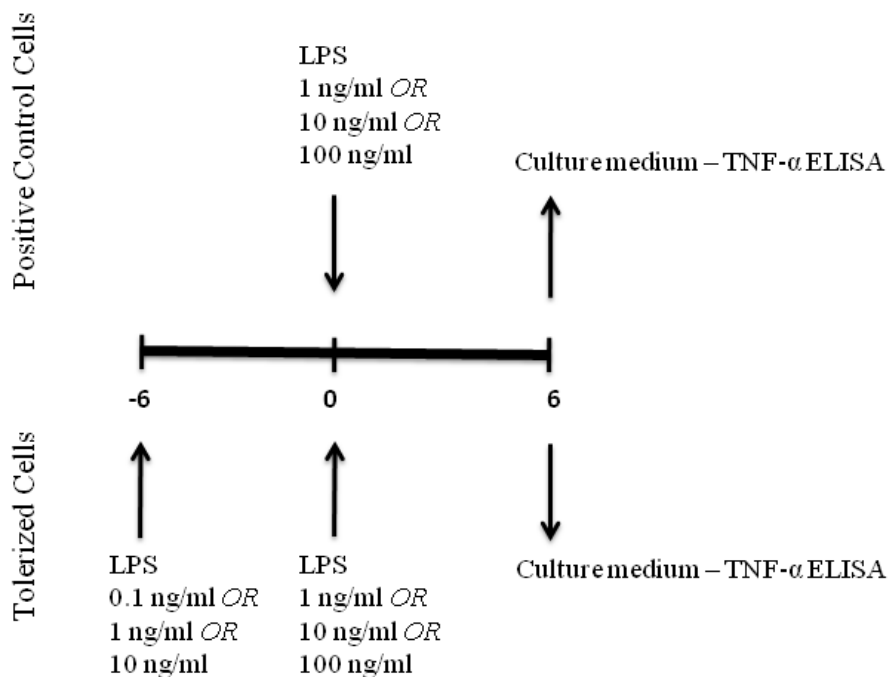 Positive Control Cells
LPS
1 ng/ml OR
10 ng/ml OR
100 ng/ml
Culture medium – TNF-α ELISA
-6
0
6
Tolerized Cells
LPS
0.1 ng/ml OR
1 ng/ml OR
10 ng/ml
LPS
1 ng/ml OR
10 ng/ml OR
100 ng/ml
Culture medium – TNF-α ELISA